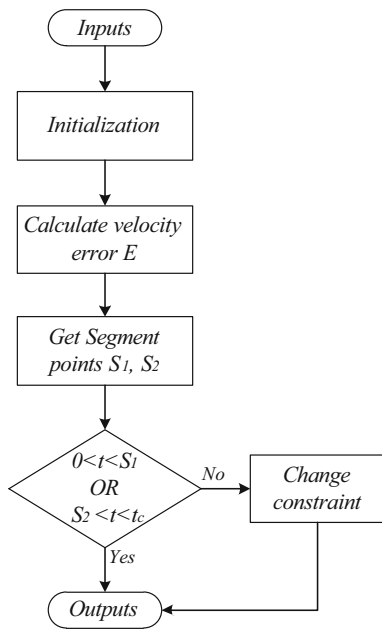 Inputs
Initialization
Calculate velocity
error E
Get Segment
points S₁, S₂
0<t<S₁
OR
S₂<t<t꜀
No
Change
constraint
Yes
Outputs